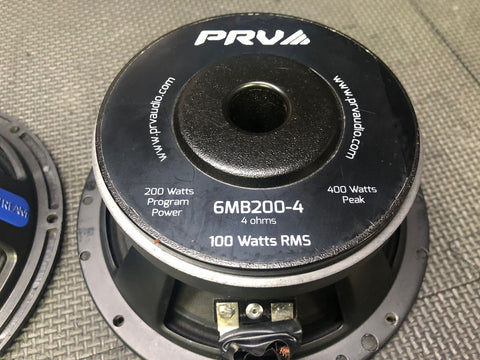 PRV
www.prvaudio.com
www.prvaudio.com
200 Watts
Program
Power
6MB200-4
4 ohms
400 Watts
Peak
100 Watts RMS